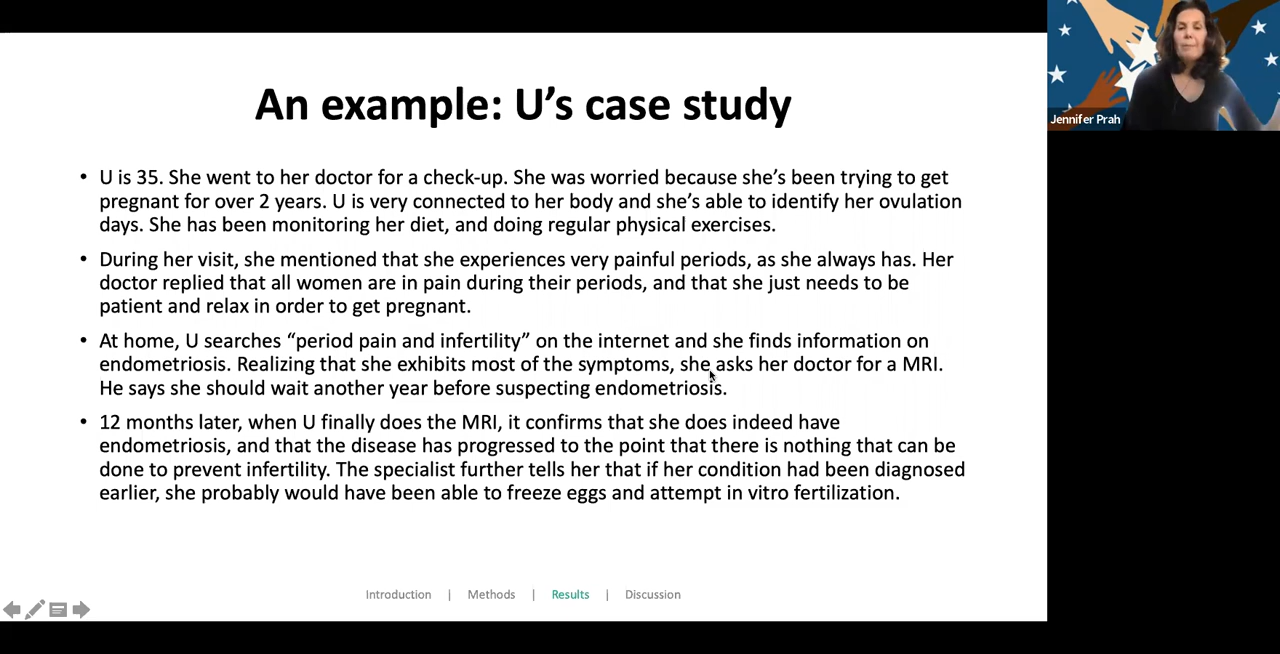 An example: U’s case study
• U is 35. She went to her doctor for a check-up. She was worried because she’s been trying to get
pregnant for over 2 years. U is very connected to her body and she’s able to identify her ovulation
days. She has been monitoring her diet, and doing regular physical exercises.
• During her visit, she mentioned that she experiences very painful periods, as she always has. Her
doctor replied that all women are in pain during their periods, and that she just needs to be
patient and relax in order to get pregnant.
• At home, U searches “period pain and infertility” on the internet and she finds information on
endometriosis. Realizing that she exhibits most of the symptoms, she asks her doctor for a MRI.
He says she should wait another year before suspecting endometriosis.
• 12 months later, when U finally does the MRI, it confirms that she does indeed have
endometriosis, and that the disease has progressed to the point that there is nothing that can be
done to prevent infertility. The specialist further tells her that if her condition had been diagnosed
earlier, she probably would have been able to freeze eggs and attempt in vitro fertilization.
Introduction | Methods | Results | Discussion
Jennifer Prah